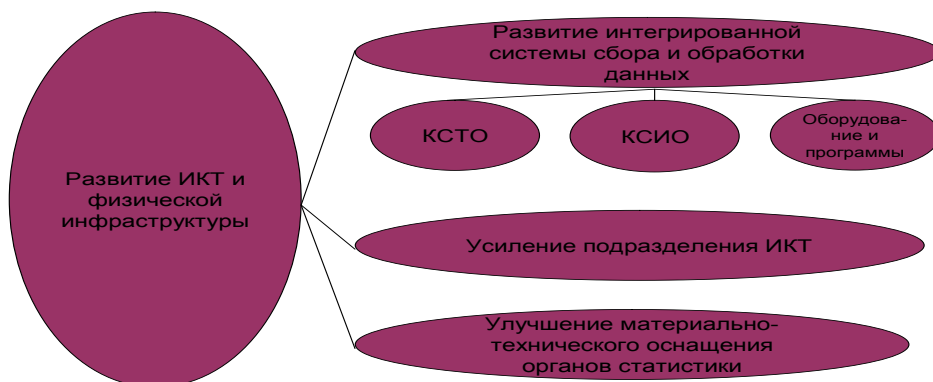 Развитие ИКТ и
физической
инфраструктуры
Развитие интегрированной
системы сбора и обработки
данных
КСТО
КСИО
Оборудова-
ние и
программы
Усиление подразделения ИКТ
Улучшение материально-
технического оснащения
органов статистики